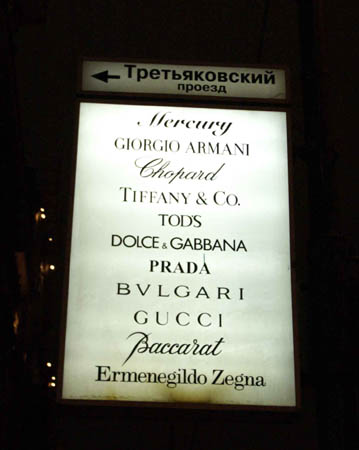 Третьяковский
проезд
Mercury
GIORGIO ARMANI
Chopard
TIFFANY & CO.
TOD'S
DOLCE & GABBANA
PRADA
BVLGARI
GUCCI
Baccarat
Ermenegildo Zegna